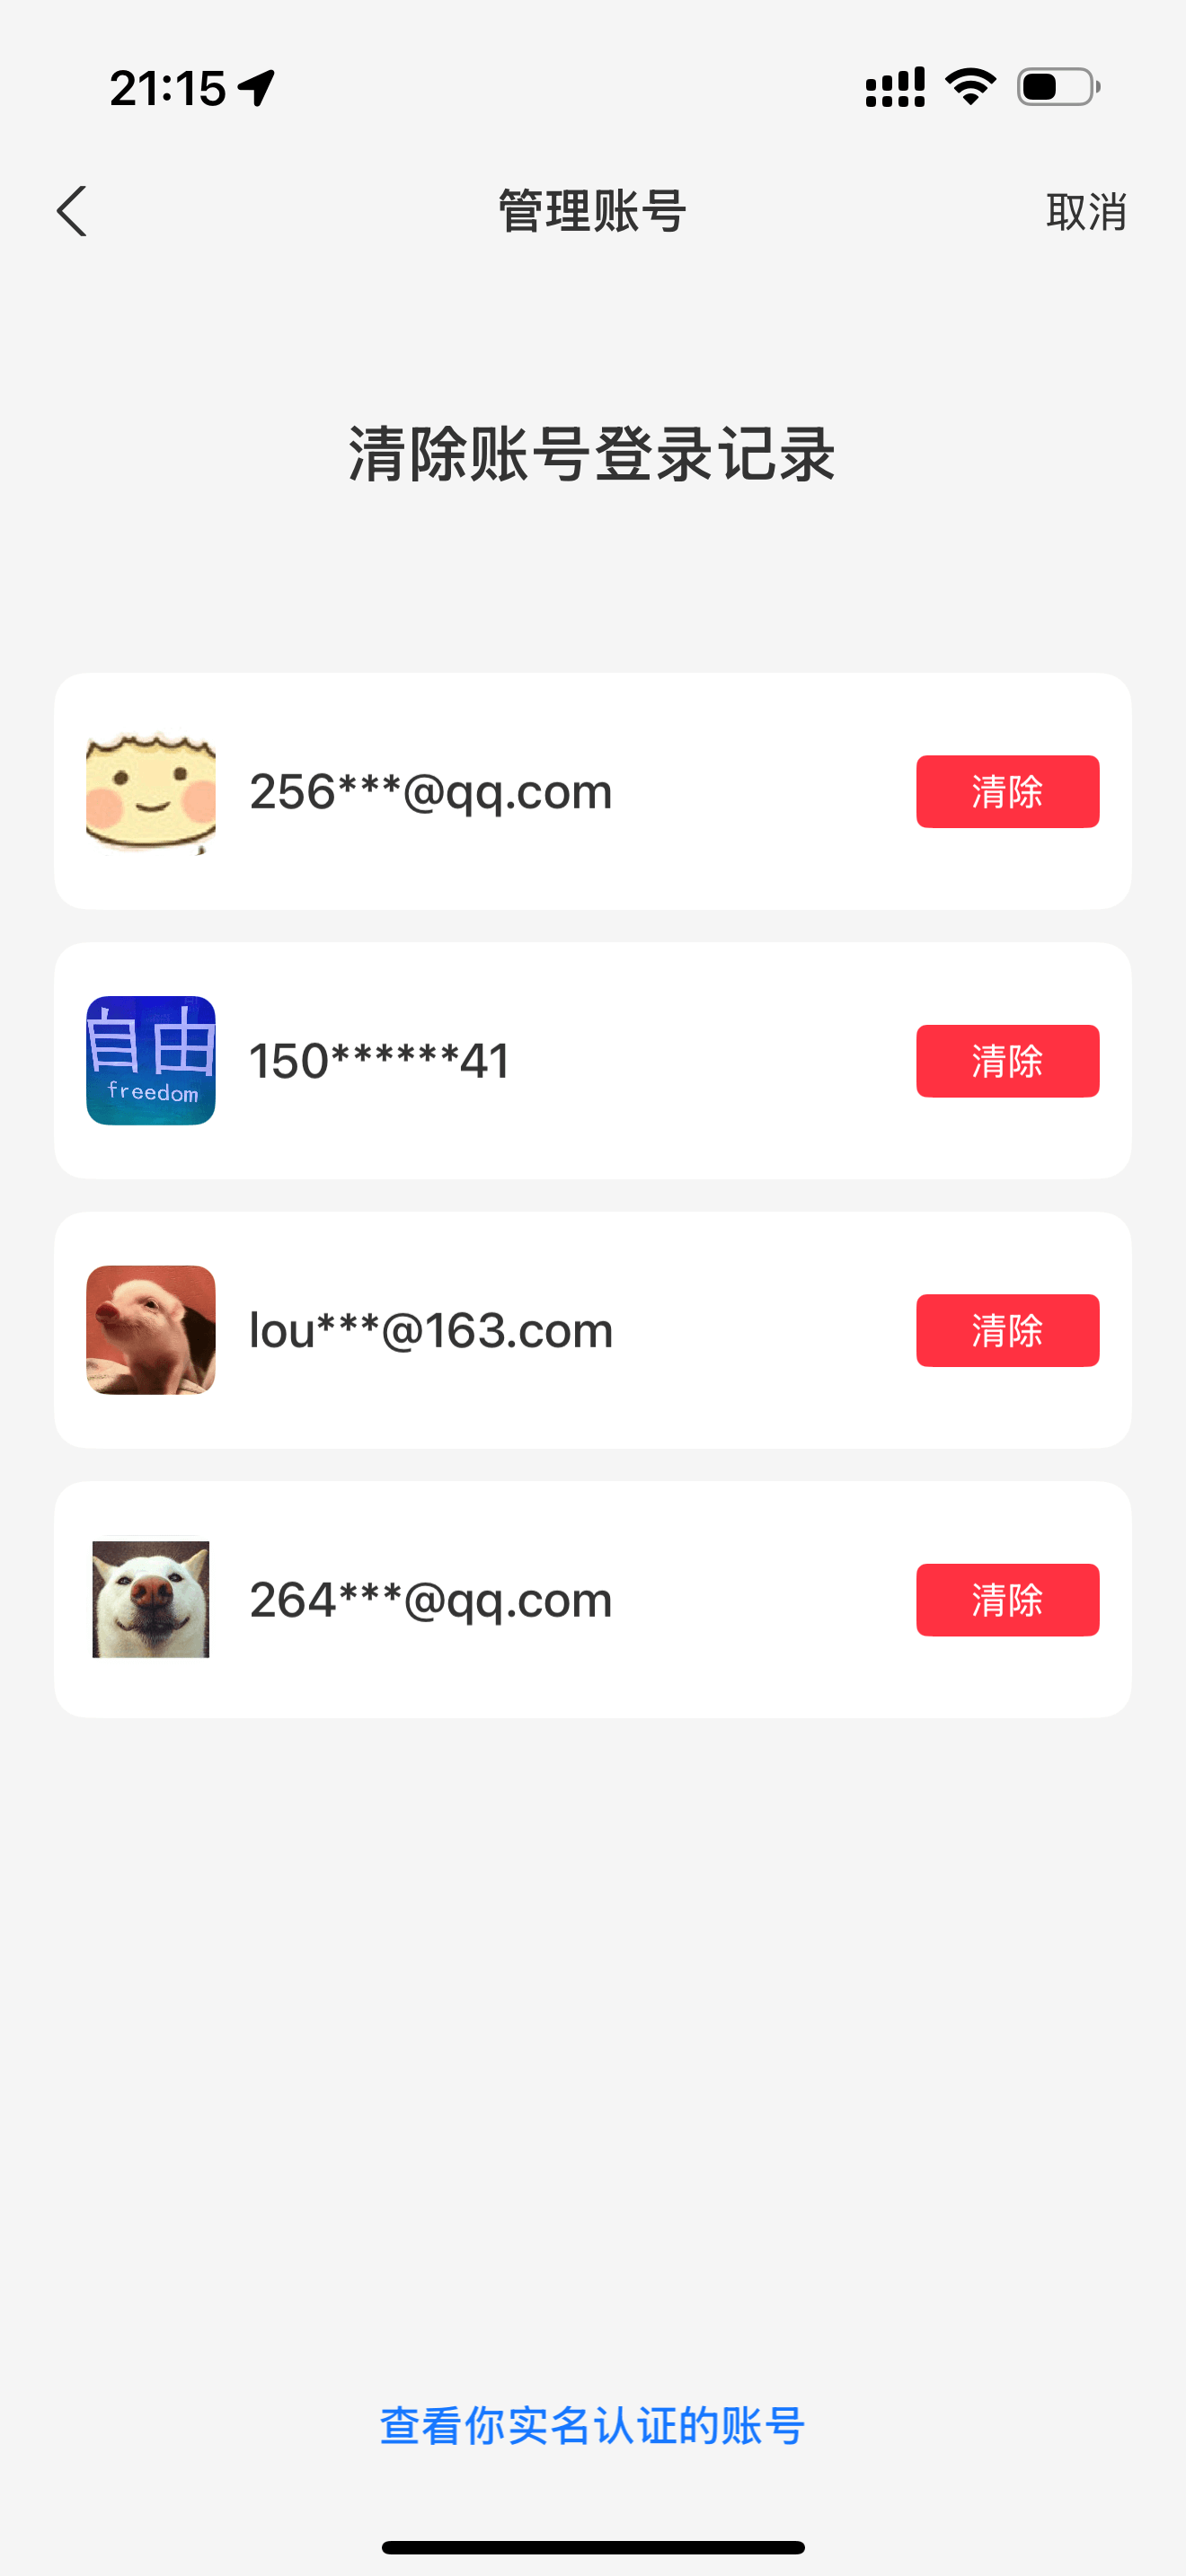 21:15
管理账号
取消
清除账号登录记录
256***@qq.com
清除
自由
freedom
150******41
清除
lou***@163.com
清除
264***@qq.com
清除
查看你实名认证的账号